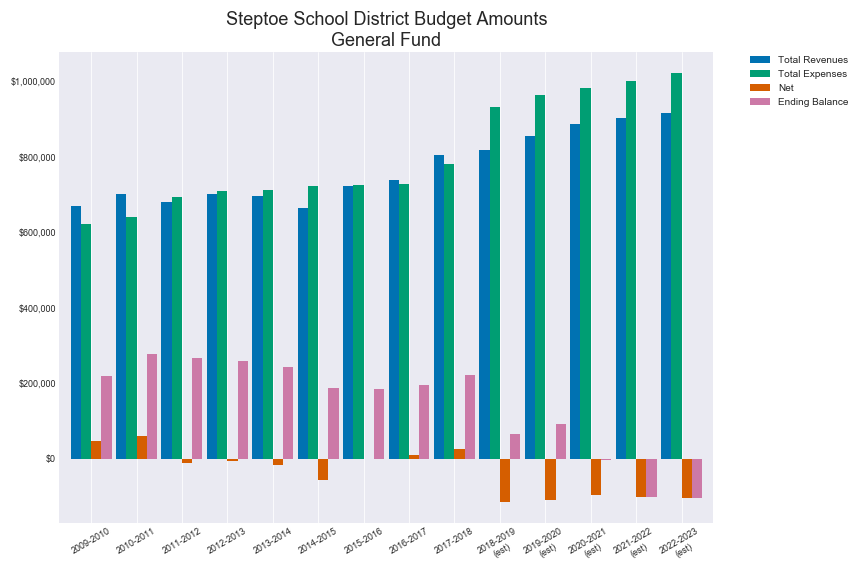 Steptoe School District Budget Amounts
General Fund
Total Revenues
Total Expenses
Net
Ending Balance
$1,000,000
$800,000
$600,000
$400,000
$200,000
$0
2009-2010
2010-2011
2011-2012
2012-2013
2013-2014
2014-2015
2015-2016
2016-2017
2017-2018
2018-2019
(est)
2019-2020
(est)
2020-2021
(est)
2021-2022
(est)
2022-2023
(est)